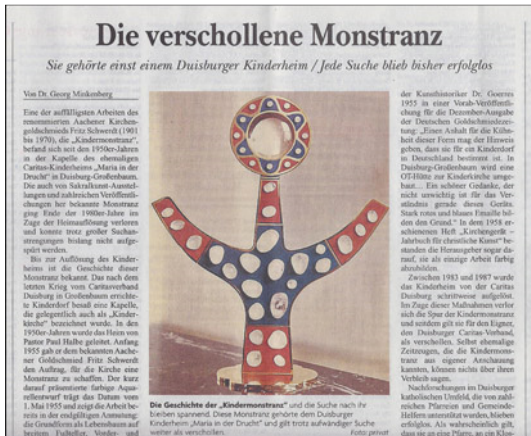 Die verschollene Monstranz
Sie gehörte einst einem Duisburger Kinderheim / Jede Suche blieb bisher erfolglos
Von Dr. Georg Minkenberg
Eine der auffälligsten Arbeiten des
renommierten Aachener Kirchen-
goldschmieds Fritz Schwerdt (1901
bis 1970), die „Kindermonstranz“,
befand sich seit den 1950er-Jahren
in der Kapelle des ehemaligen
Caritas-Kinderheims „Maria in der
Drucht“ in Duisburg-Großenbaum.
Die auch von Sakralkunst-Ausstel-
lungen und zahlreichen Veröffentli-
chungen her bekannte Monstranz
ging Ende der 1980er-Jahre im
Zuge der Heimauflösung verloren
und konnte trotz großer Suchan-
strengungen bislang nicht aufge-
spürt werden.
Bis zur Auflösung des Kinder-
heims ist die Geschichte dieser
Monstranz bekannt. Das nach dem
letzten Krieg vom Caritasverband
Duisburg in Großenbaum errichte-
te Kinderdorf besaß eine Kapelle,
die gelegentlich auch als „Kinder-
kirche“ bezeichnet wurde. In den
1950er-Jahren wurde das Heim von
Pastor Paul Halbe geleitet. Anfang
1955 gab er dem bekannten Aache-
ner Goldschmied Fritz Schwerdt
den Auftrag, für die Kirche eine
Monstranz zu schaffen. Der kurz
darauf präsentierte farbige Aqua-
rellentwurf trägt das Datum vom
1. Mai 1955 und zeigt die Arbeit be-
reits in der endgültigen Anmutung:
die Grundform als Lebensbaum auf
breitem Fußteller, Vorder- und
Die Geschichte der „Kindermonstranz“ und die Suche nach ihr
bleiben spannend. Diese Monstranz gehörte dem Duisburger
Kinderheim „Maria in der Drucht“ und gilt trotz aufwändiger Suche
weiter als verschollen. Foto: privat
der Kunsthistoriker Dr. Goerres
1955 in einer Vorab-Veröffentli-
chung für die Dezember-Ausgabe
der Deutschen Goldschmiedezei-
tung: „Einen Anhalt für die Kühn-
heit dieser Form mag der Hinweis
geben, dass sie für ein Kinderdorf
in Deutschland bestimmt ist. In
Duisburg-Großenbaum wird eine
OT-Hütte zur Kinderkirche umge-
baut... Ein schöner Gedanke, der
nicht unwichtig ist für das Ver-
ständnis gerade dieses Geräts.
Stark rotes und blaues Emaille bil-
den den Grund.“ In dem 1958 er-
schienenen Heft „Kirchengerät –
Jahrbuch für christliche Kunst“ be-
standen die Herausgeber sogar da-
rauf, sie als einzige Arbeit farbig
abzubilden.
Zwischen 1983 und 1987 wurde
das Kinderheim von der Caritas
Duisburg schrittweise aufgelöst.
Im Zuge dieser Maßnahmen verlor
sich die Spur der Kindermonstranz
und seitdem gilt sie für den Eigner,
den Duisburger Caritas-Verband,
als verschollen. Selbst ehemalige
Zeitzeugen, die die Kindermons-
tranz aus eigener Anschauung
kannten, können nichts über ihren
Verbleib sagen.
Nachforschungen im Duisburger
katholischen Umfeld, die von zahl-
reichen Pfarreien und Gemeinde-
Helfern unterstützt wurden, blieben
erfolglos. Als wahrscheinlich gilt,
dass sie an eine Pfarre, an ein Klos-